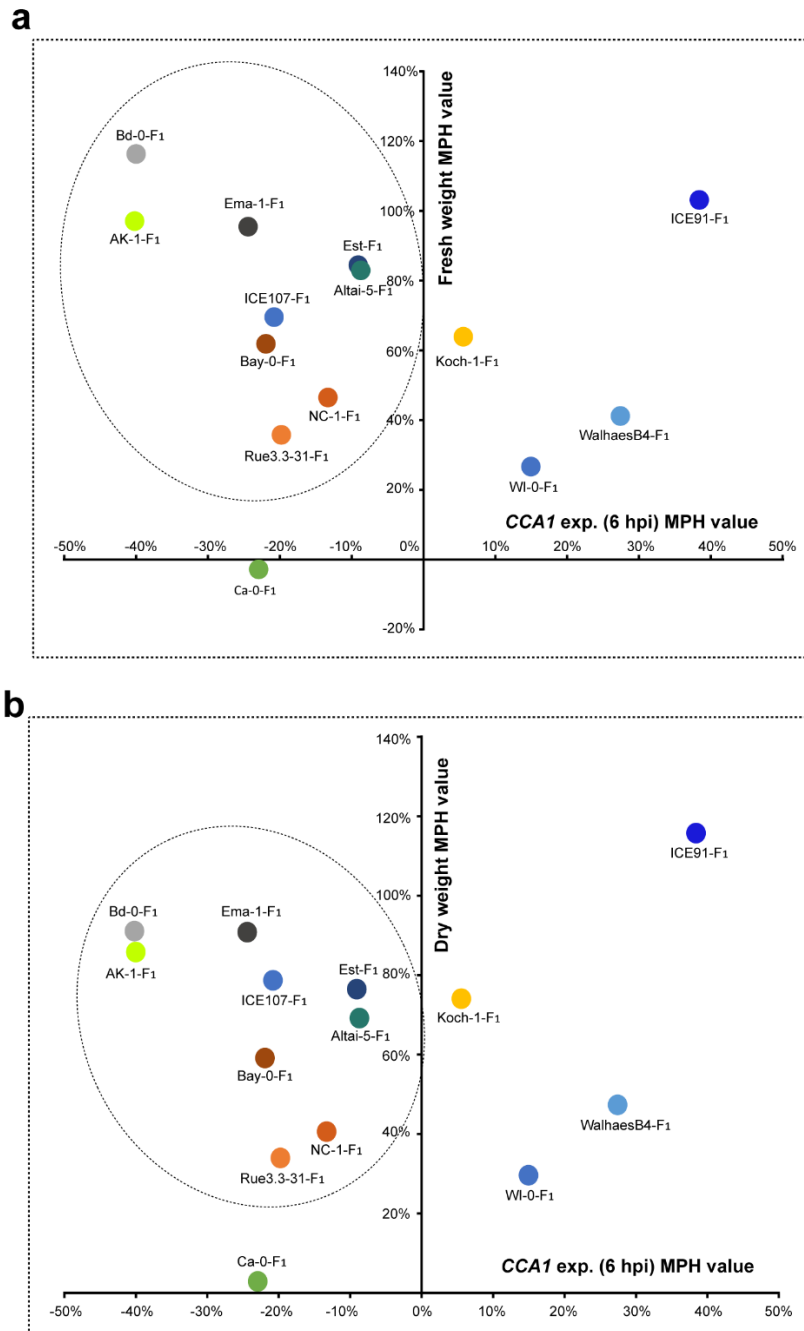 a
140%
Bd-0-F₁
120%
Ema-1-F₁
100%
AK-1-F₁
ICE91-F₁
Est-F₁
Fresh weight MPH value
80%
Altai-5-F₁
ICE107-F₁
60%
Bay-0-F₁
Koch-1-F₁
NC-1-F₁
40%
WalhaesB4-F₁
Rue3.3-31-F₁
20%
WI-0-F₁
CCA1 exp. (6 hpi) MPH value
-50% -40% -30% -20% -10% 0% 10% 20% 30% 40% 50%
Ca-0-F₁
-20%
b
140%
Dry weight MPH value
120%
ICE91-F₁
100%
Bd-0-F₁ Ema-1-F₁
AK-1-F₁
80%
Est-F₁
ICE107-F₁
Koch-1-F₁
Altai-5-F₁
60%
Bay-0-F₁
40%
WalhaesB4-F₁
NC-1-F₁
Rue3.3-31-F₁
20%
WI-0-F₁
Ca-0-F₁
CCA1 exp. (6 hpi) MPH value
-50% -40% -30% -20% -10% 0% 10% 20% 30% 40% 50%